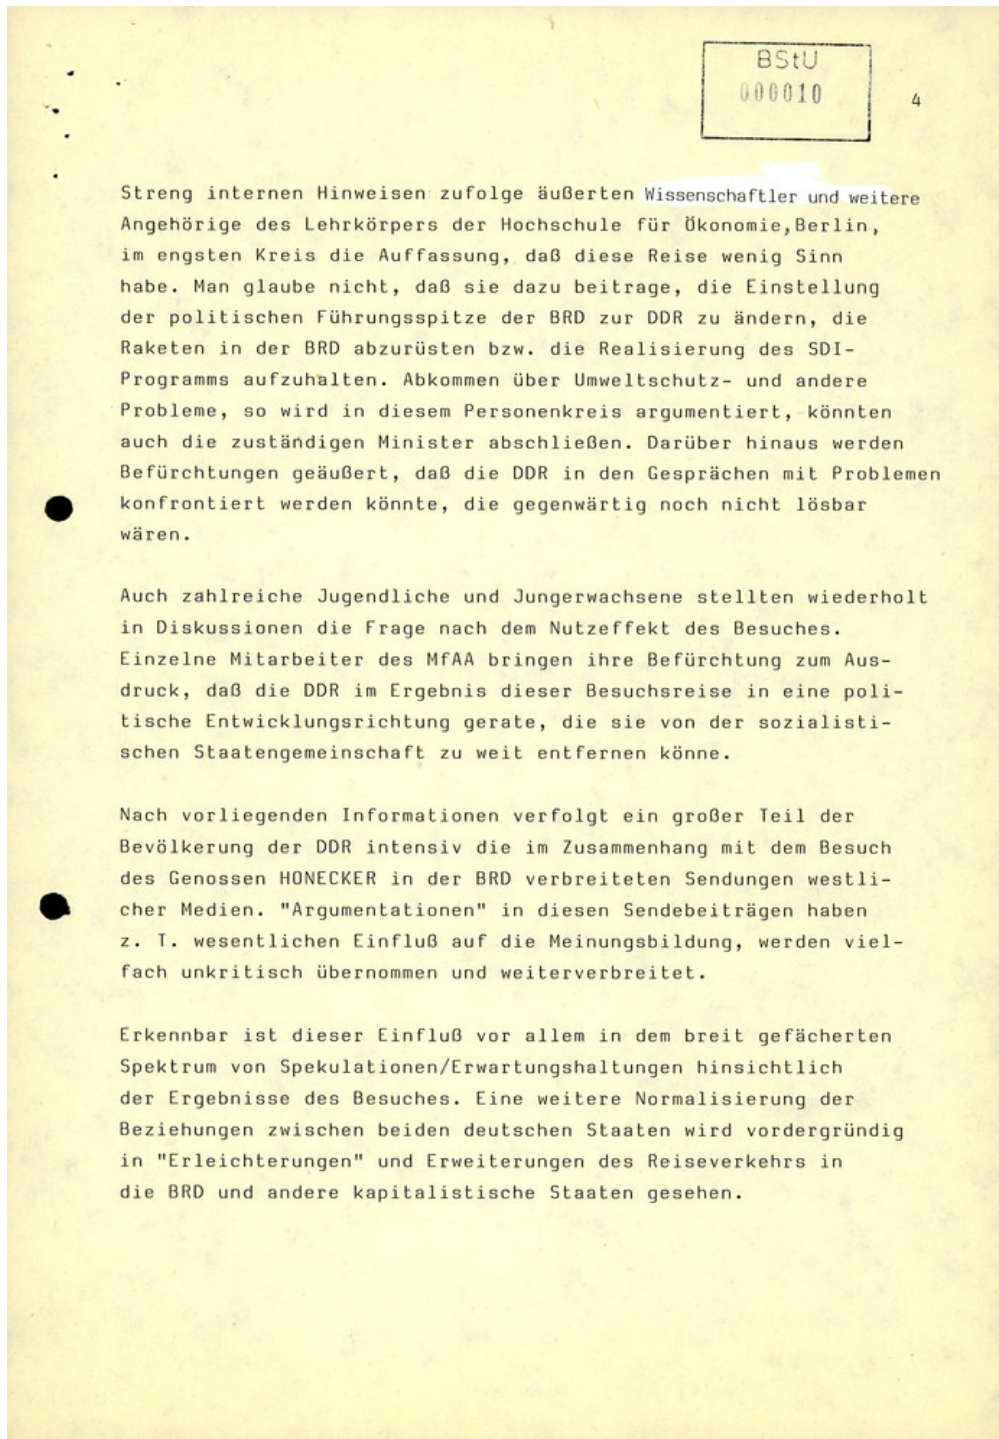 BStU
000010
4
Streng internen Hinweisen zufolge äußerten Wissenschaftler und weitere
Angehörige des Lehrkörpers der Hochschule für Ökonomie,Berlin,
im engsten Kreis die Auffassung, daß diese Reise wenig Sinn
habe. Man glaube nicht, daß sie dazu beitrage, die Einstellung
der politischen Führungsspitze der BRD zur DDR zu ändern, die
Raketen in der BRD abzurüsten bzw. die Realisierung des SDI-
Programms aufzuhalten. Abkommen über Umweltschutz- und andere
Probleme, so wird in diesem Personenkreis argumentiert, könnten
auch die zuständigen Minister abschließen. Darüber hinaus werden
Befürchtungen geäußert, daß die DDR in den Gesprächen mit Problemen
konfrontiert werden könnte, die gegenwärtig noch nicht lösbar
wären.
Auch zahlreiche Jugendliche und Jungerwachsene stellten wiederholt
in Diskussionen die Frage nach dem Nutzeffekt des Besuches.
Einzelne Mitarbeiter des MfAA bringen ihre Befürchtung zum Aus-
druck, daß die DDR im Ergebnis dieser Besuchsreise in eine poli-
tische Entwicklungsrichtung gerate, die sie von der sozialisti-
schen Staatengemeinschaft zu weit entfernen könne.
Nach vorliegenden Informationen verfolgt ein großer Teil der
Bevölkerung der DDR intensiv die im Zusammenhang mit dem Besuch
des Genossen HONECKER in der BRD verbreiteten Sendungen westli-
cher Medien. "Argumentationen" in diesen Sendebeiträgen haben
z. T. wesentlichen Einfluß auf die Meinungsbildung, werden viel-
fach unkritisch übernommen und weiterverbreitet.
Erkennbar ist dieser Einfluß vor allem in dem breit gefächerten
Spektrum von Spekulationen/Erwartungshaltungen hinsichtlich
der Ergebnisse des Besuches. Eine weitere Normalisierung der
Beziehungen zwischen beiden deutschen Staaten wird vordergründig
in "Erleichterungen" und Erweiterungen des Reiseverkehrs in
die BRD und andere kapitalistische Staaten gesehen.